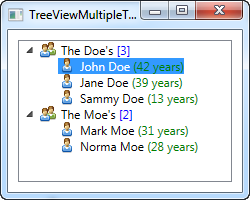 TreeViewMultipleT...
The Doe's [3]
John Doe (42 years)
Jane Doe (39 years)
Sammy Doe (13 years)
The Moe's [2]
Mark Moe (31 years)
Norma Moe (28 years)